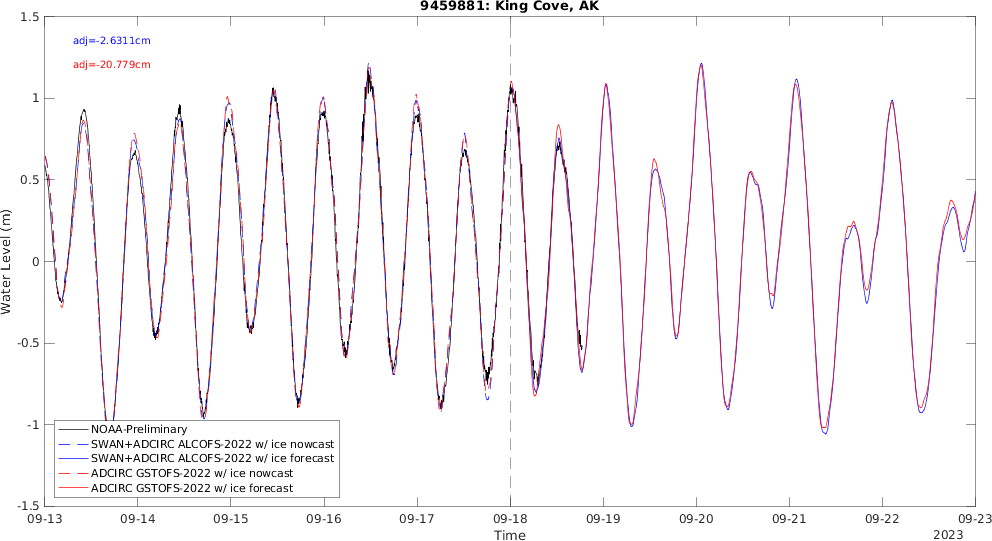 9459881: King Cove, AK
adj=-2.6311cm
adj=-20.779cm
1.5
1
0.5
0
-0.5
-1
-1.5
Water Level (m)
NOAA-Preliminary
SWAN+ADCIRC ALCOFS-2022 w/ ice nowcast
SWAN+ADCIRC ALCOFS-2022 w/ ice forecast
ADCIRC GSTOFS-2022 w/ ice nowcast
ADCIRC GSTOFS-2022 w/ ice forecast
09-13 09-14 09-15 09-16 09-17 09-18 09-19 09-20 09-21 09-22 09-23
Time
2023